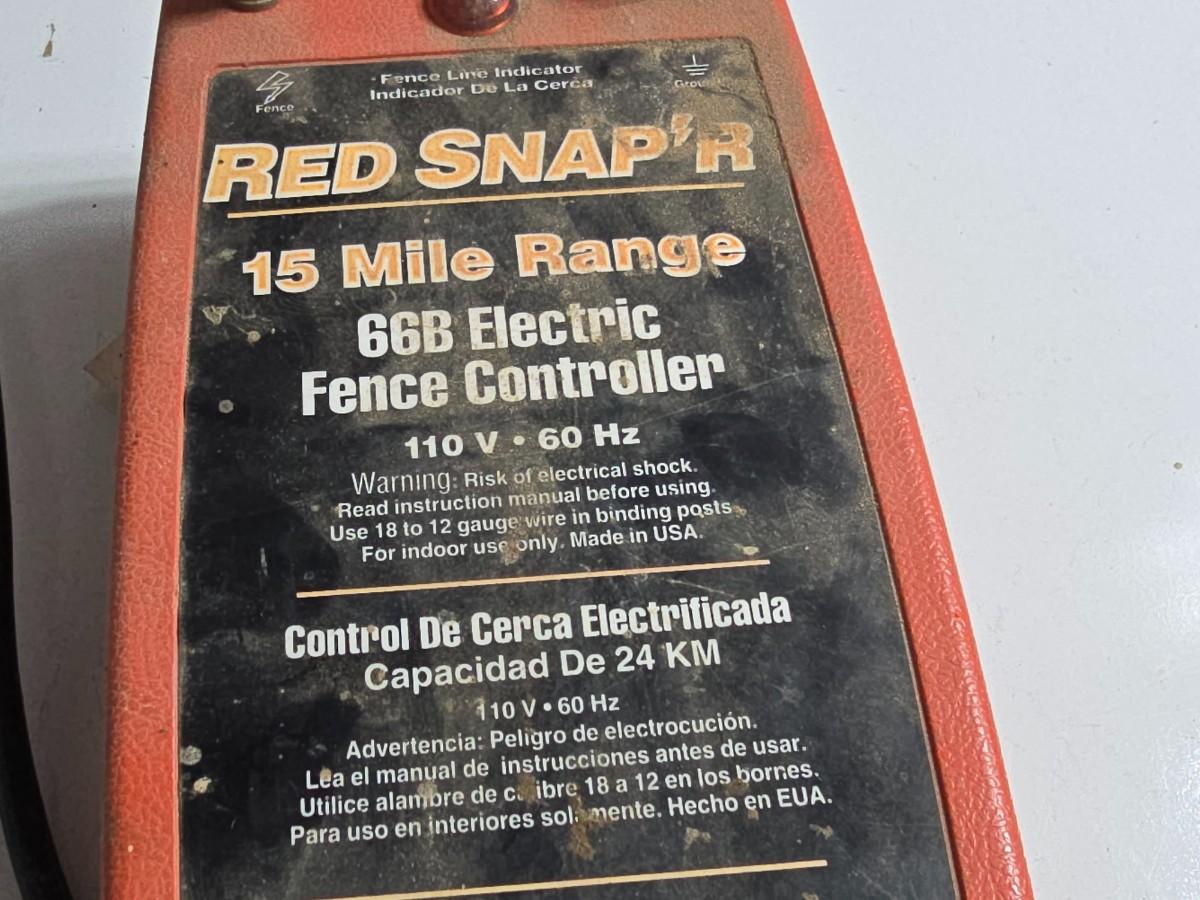 Fence
Fence Line Indicator
Indicador De La Cerca
Ground
RED SNAP'R
15 Mile Range
66B Electric
Fence Controller
110 V • 60 Hz
Warning: Risk of electrical shock.
Read instruction manual before using.
Use 18 to 12 gauge wire in binding posts.
For indoor use only. Made in USA.
Control De Cerca Electrificada
Capacidad De 24 KM
110 V • 60 Hz
Advertencia: Peligro de electrocución.
Lea el manual de instrucciones antes de usar.
Utilice alambre de calibre 18 a 12 en los bornes.
Para uso en interiores solamente. Hecho en EUA.